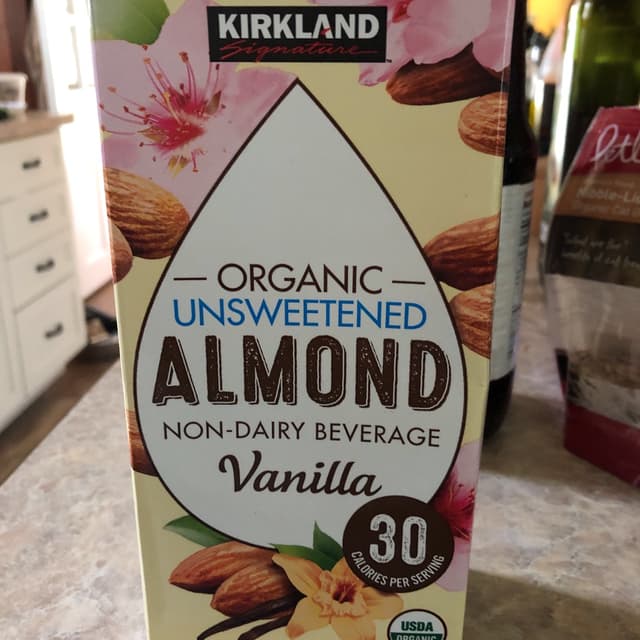 KIRKLAND
Signature
ORGANIC
UNSWEETENED
ALMOND
NON-DAIRY BEVERAGE
Vanilla
30
CALORIES PER SERVING
USDA
ORGANIC